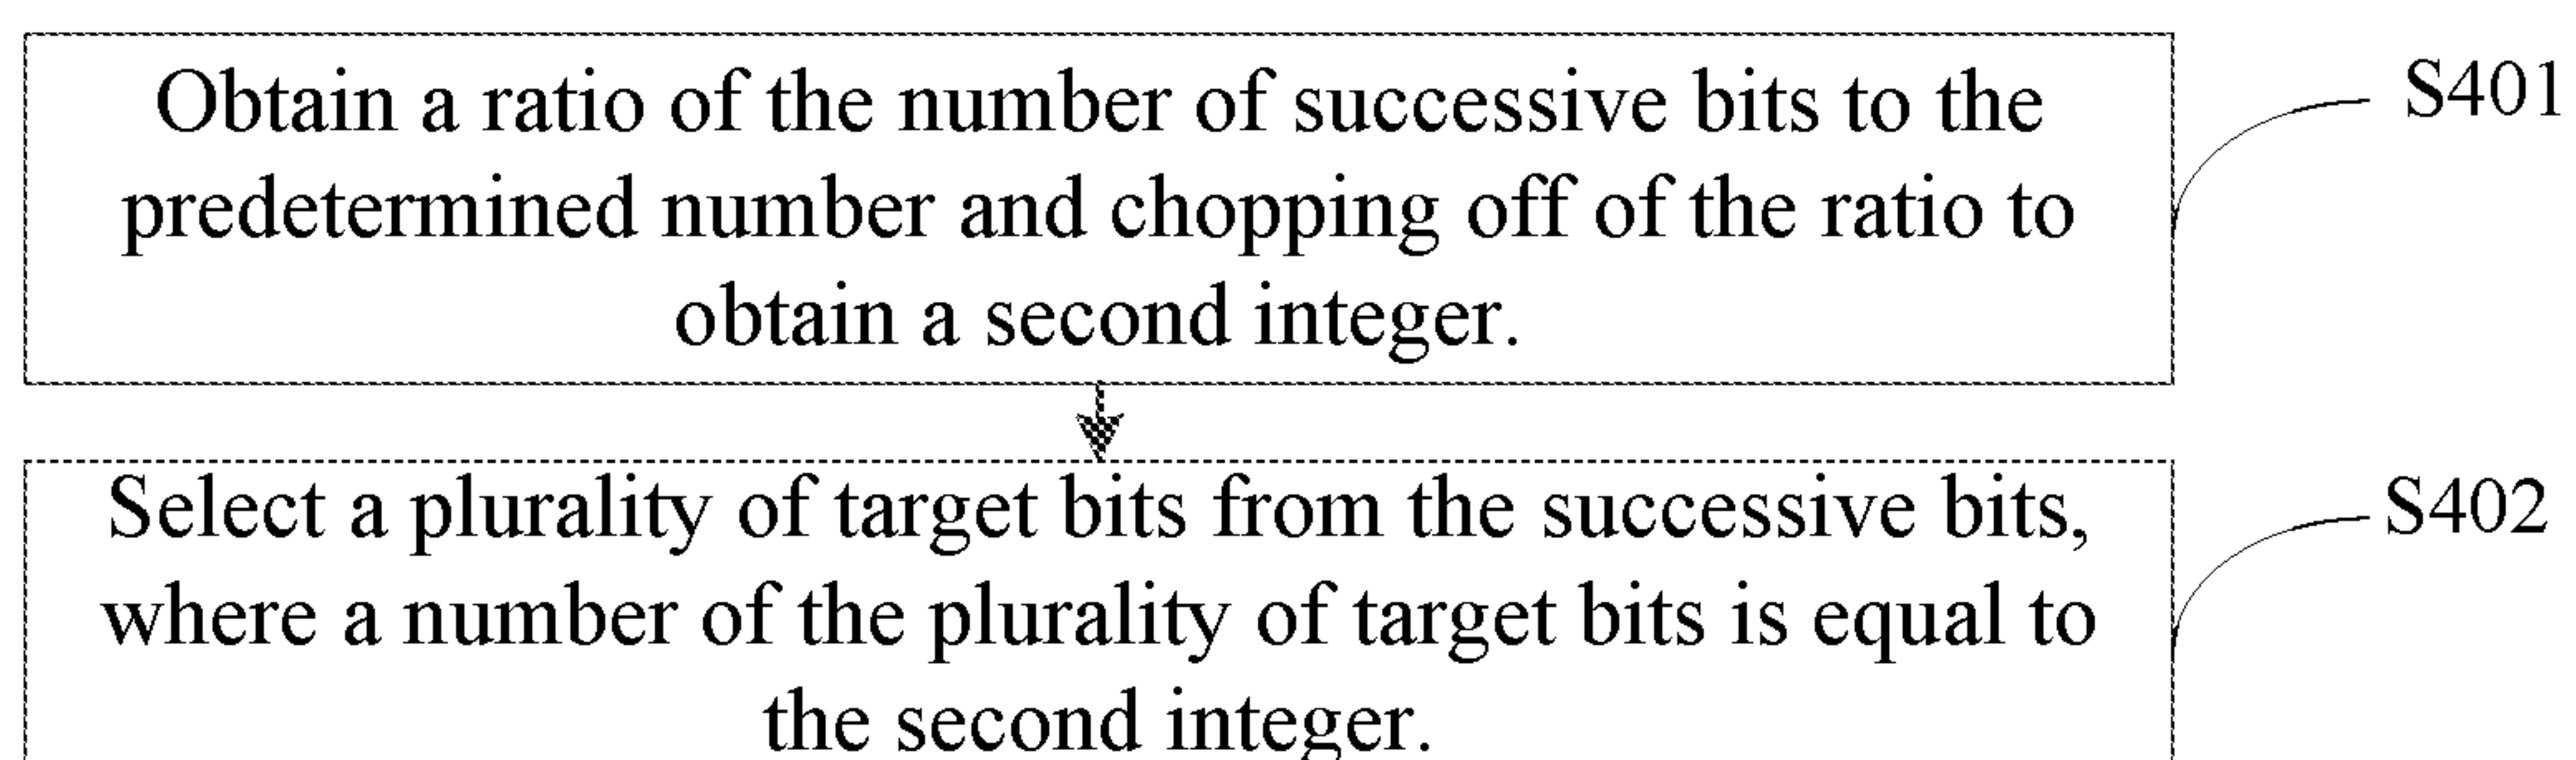 Obtain a ratio of the number of successive bits to the
predetermined number and chopping off of the ratio to
obtain a second integer.
S401
Select a plurality of target bits from the successive bits,
where a number of the plurality of target bits is equal to
the second integer.
S402